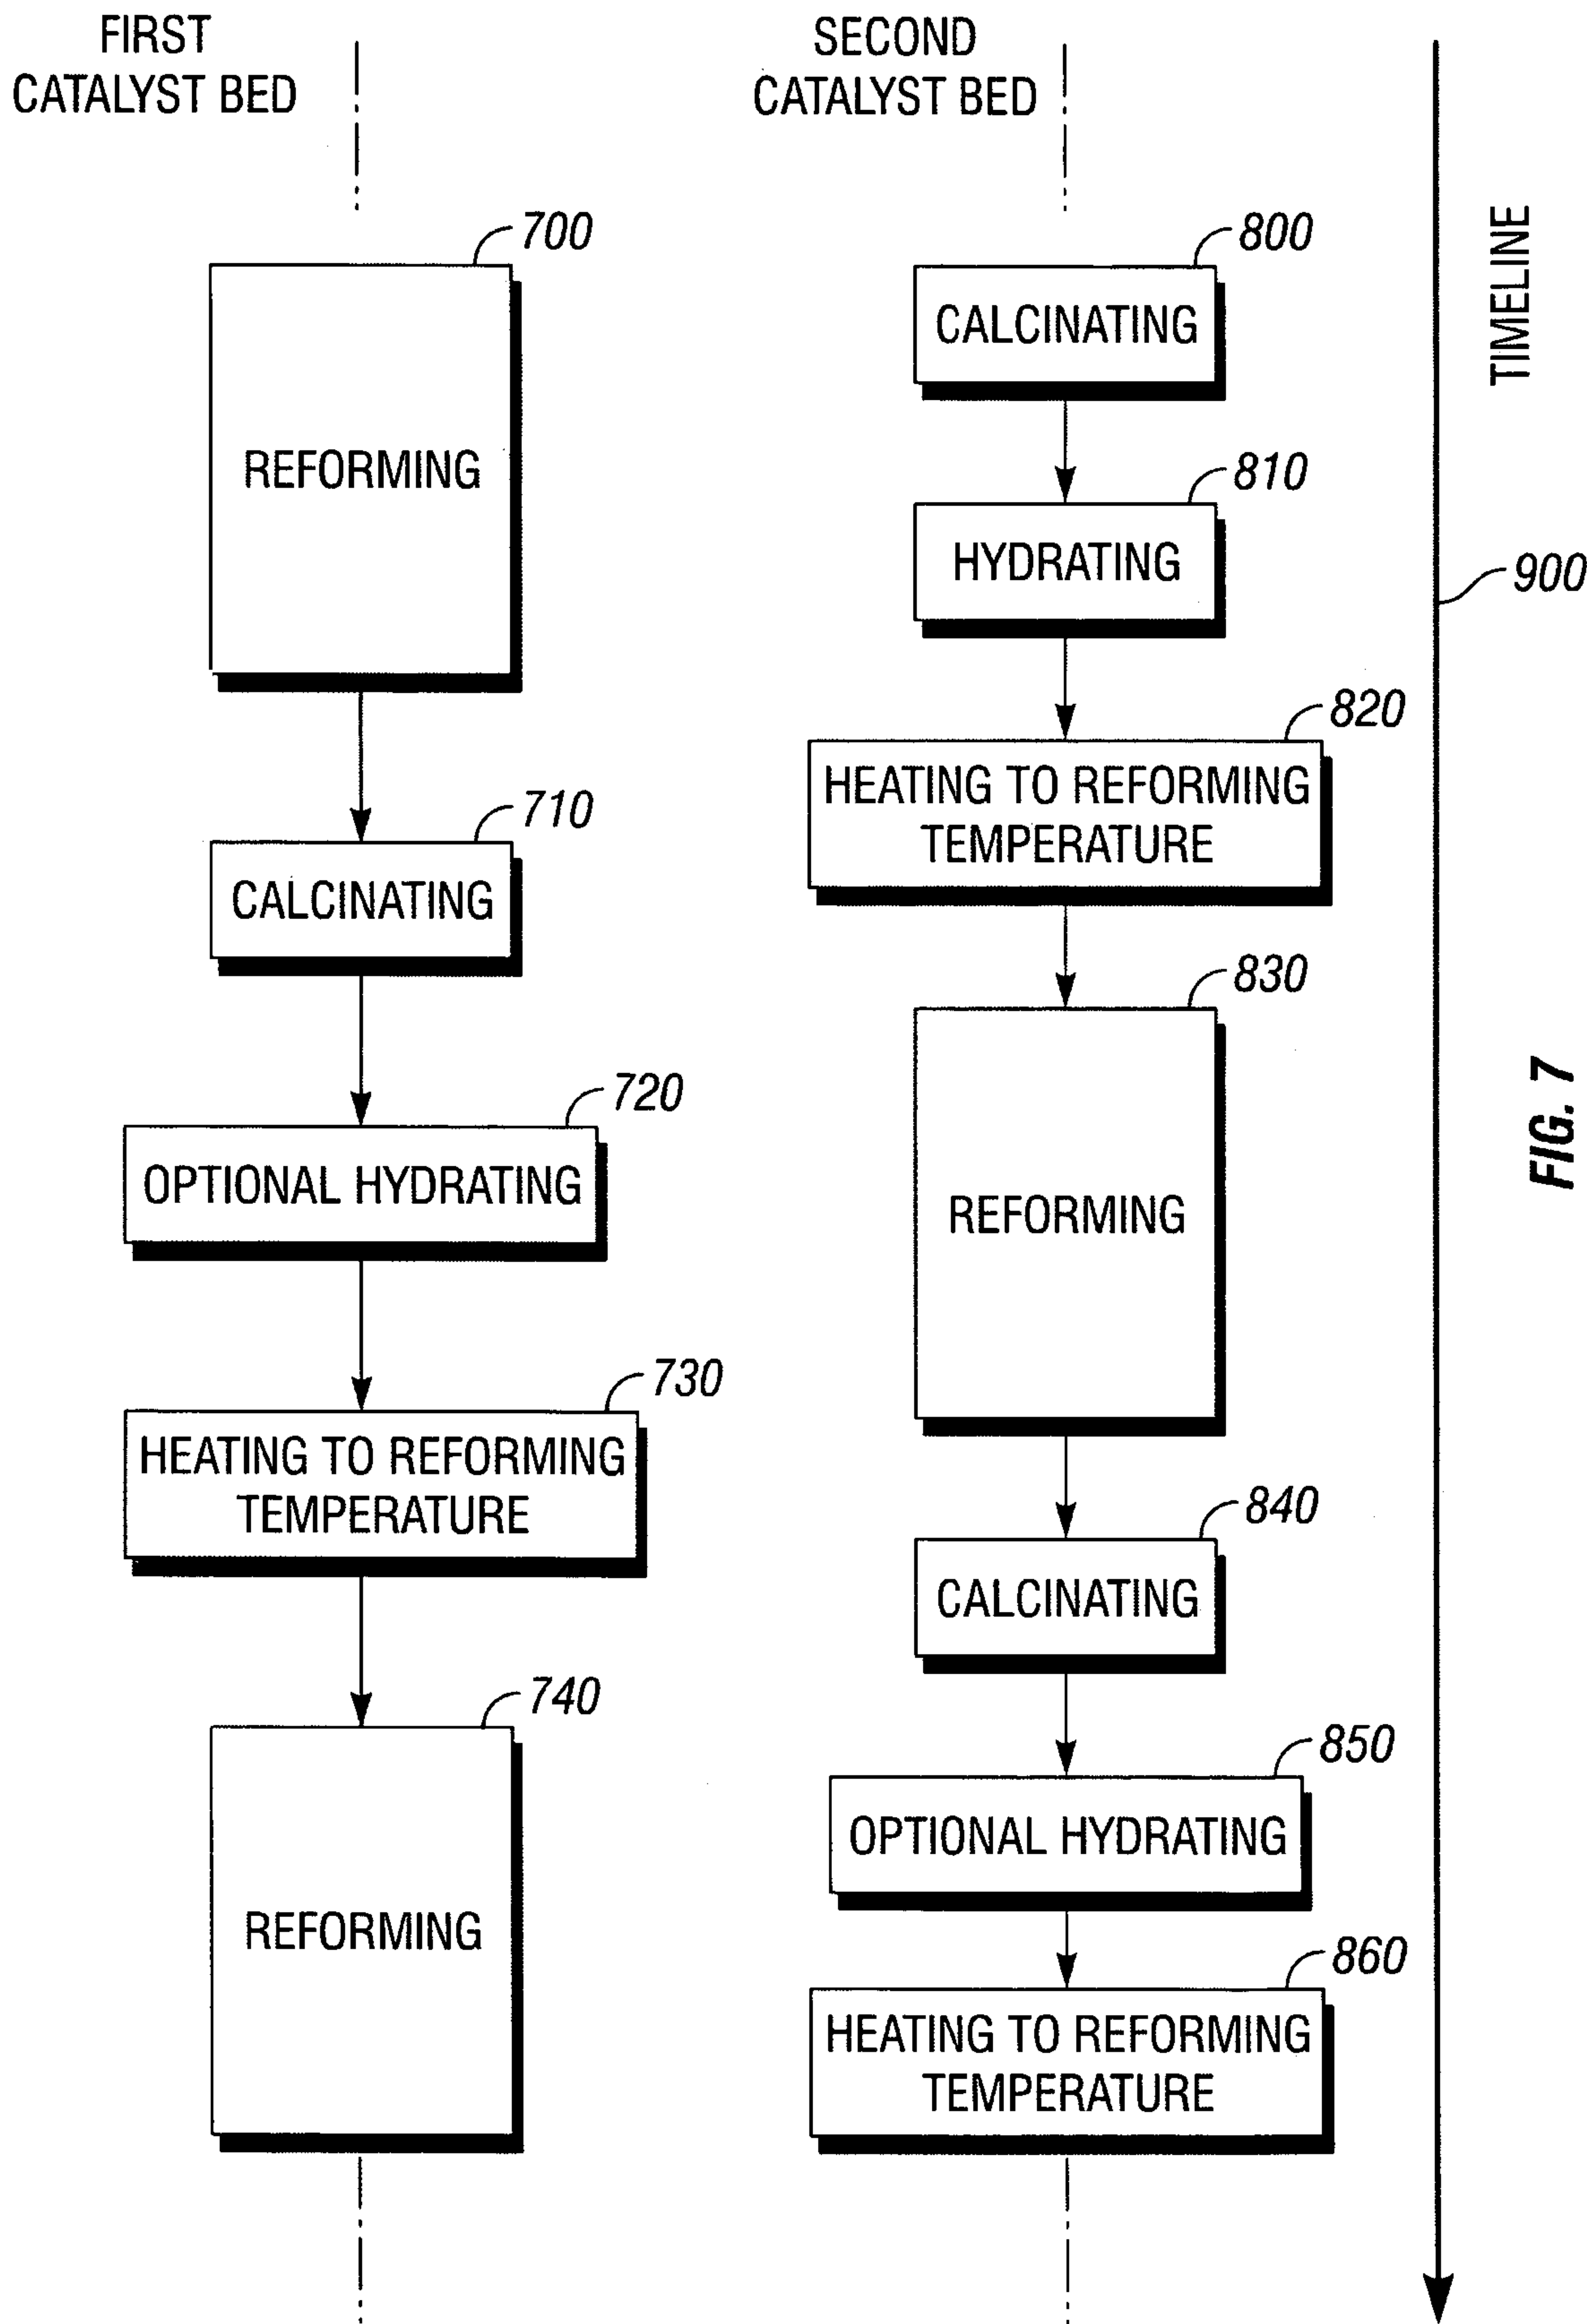 FIRST
CATALYST BED
700
REFORMING
710
CALCINATING
720
OPTIONAL HYDRATING
730
HEATING TO REFORMING
TEMPERATURE
740
REFORMING
SECOND
CATALYST BED
800
CALCINATING
810
HYDRATING
820
HEATING TO REFORMING
TEMPERATURE
830
REFORMING
840
CALCINATING
850
OPTIONAL HYDRATING
860
HEATING TO REFORMING
TEMPERATURE
TIMELINE
900
FIG. 7